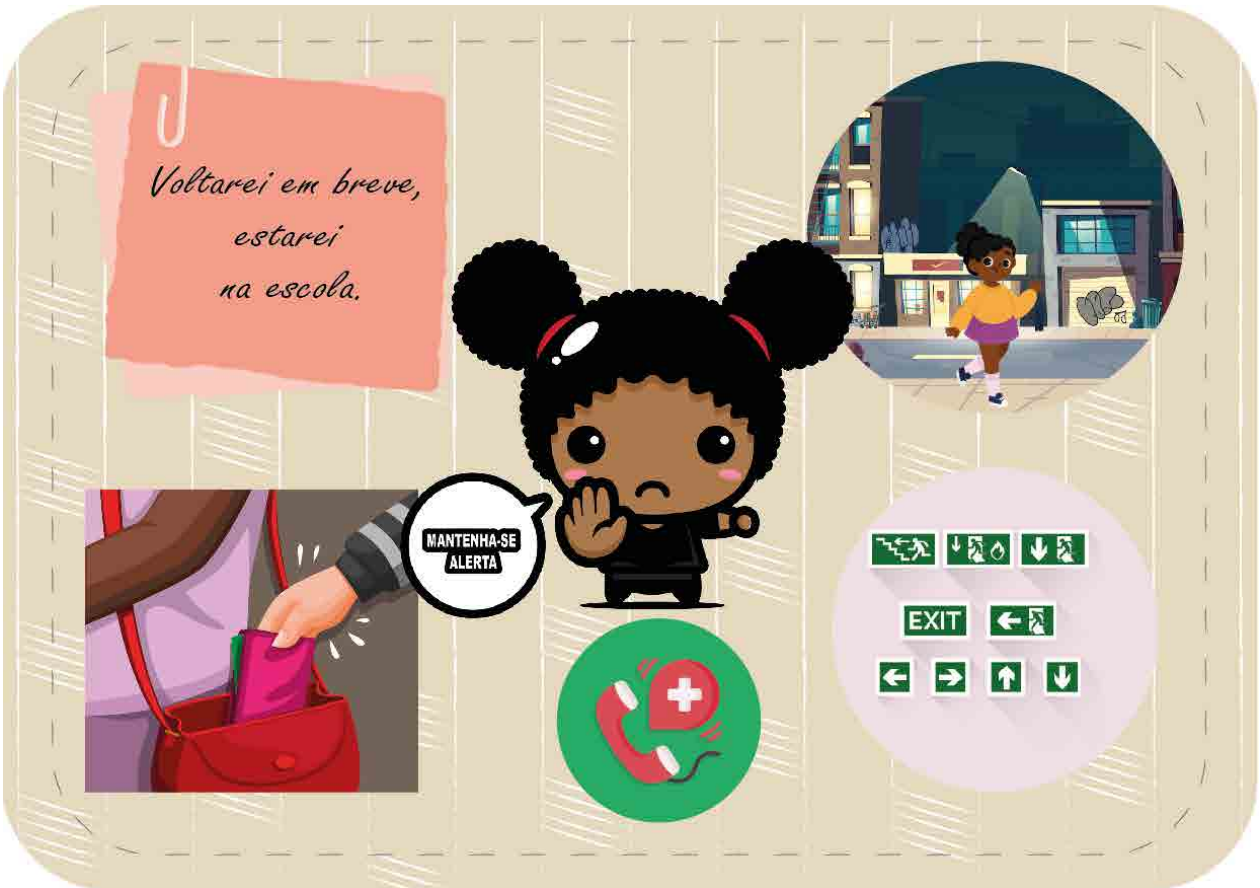 Voltarei em breve,
estarei
na escola.
MANTENHA-SE
ALERTA
EXIT